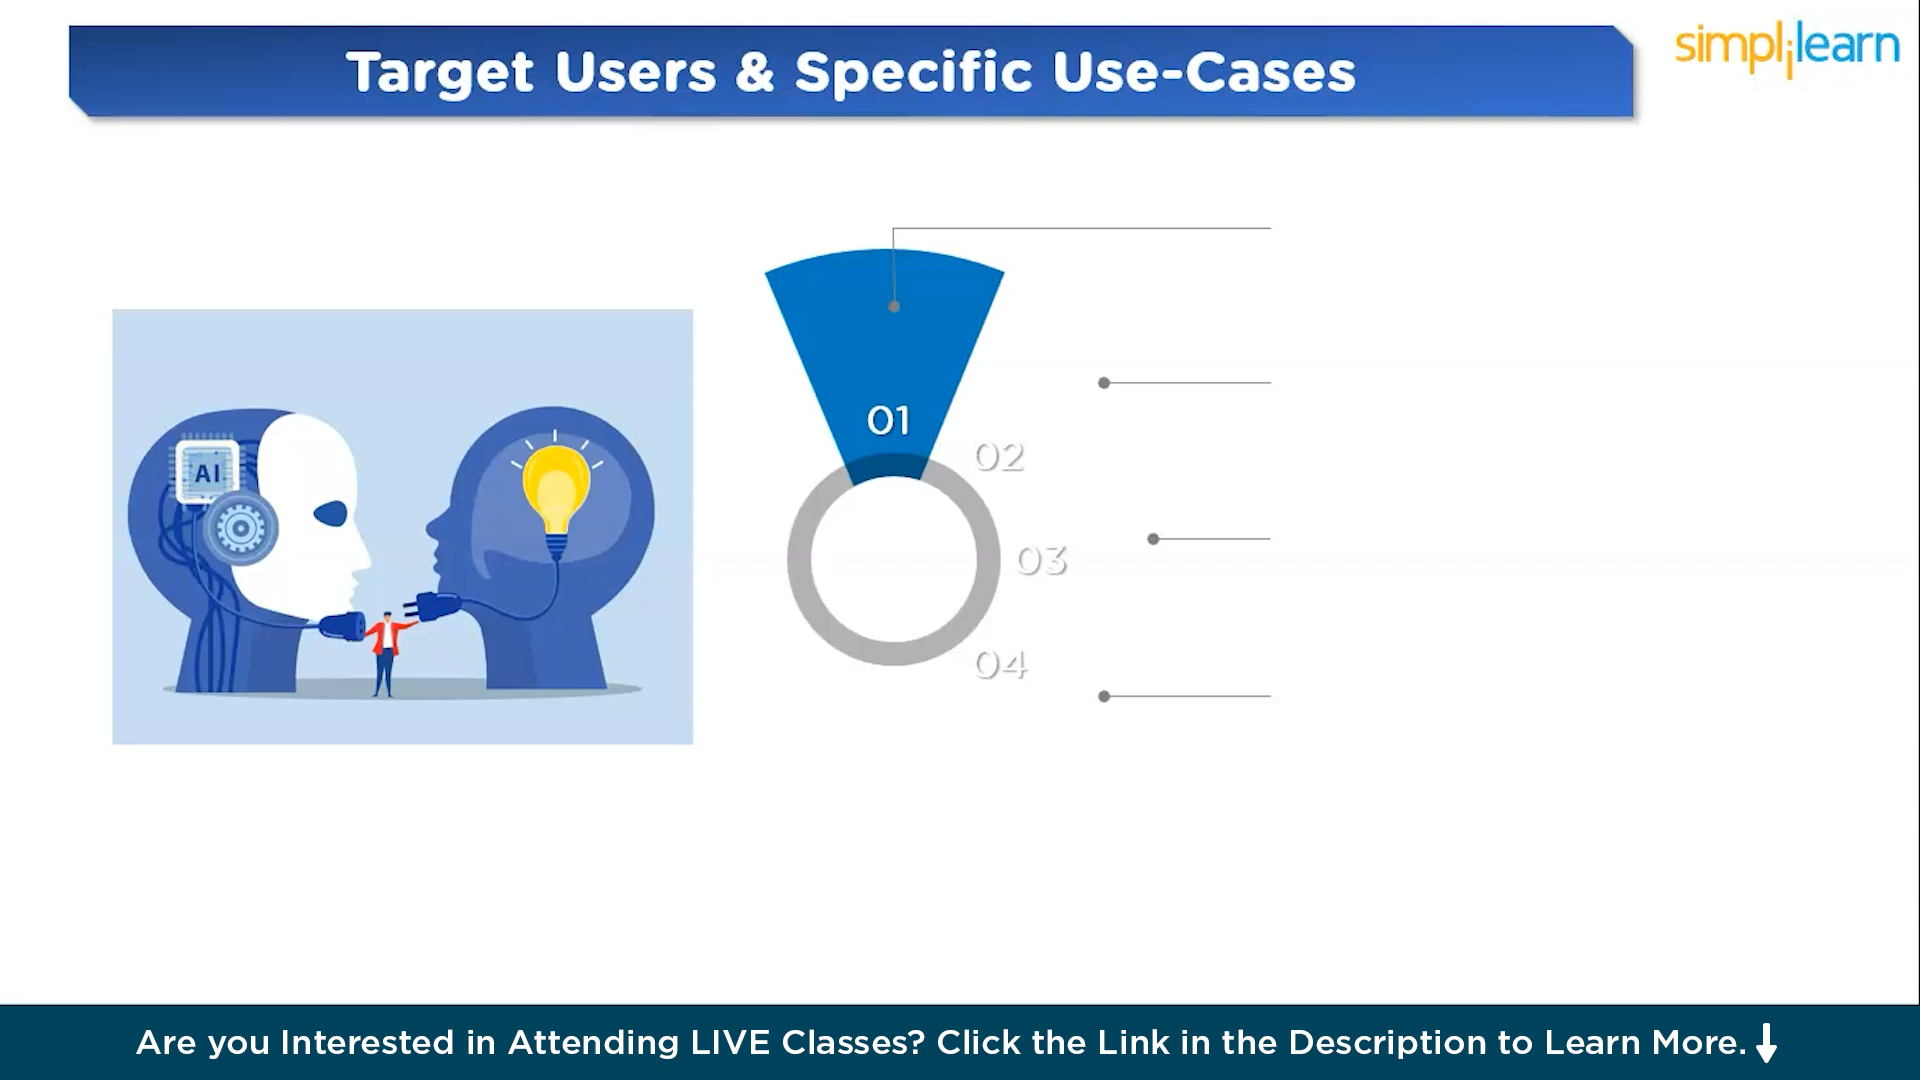 Target Users & Specific Use-Cases
simplilearn
AI
01
02
03
04
Are you Interested in Attending LIVE Classes? Click the Link in the Description to Learn More.